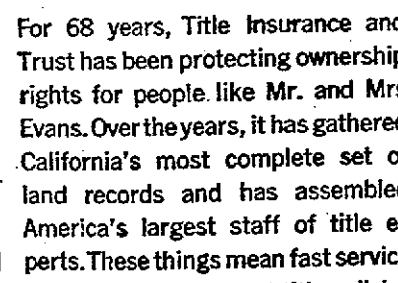 For 68 years, Title Insurance and
Trust has been protecting ownership
rights for people. like Mr. and Mrs
Evans. Over the years, it has gathered
California's most complete set o
land records and has assembled
America's largest staff of title e
perts. These things mean fast servic